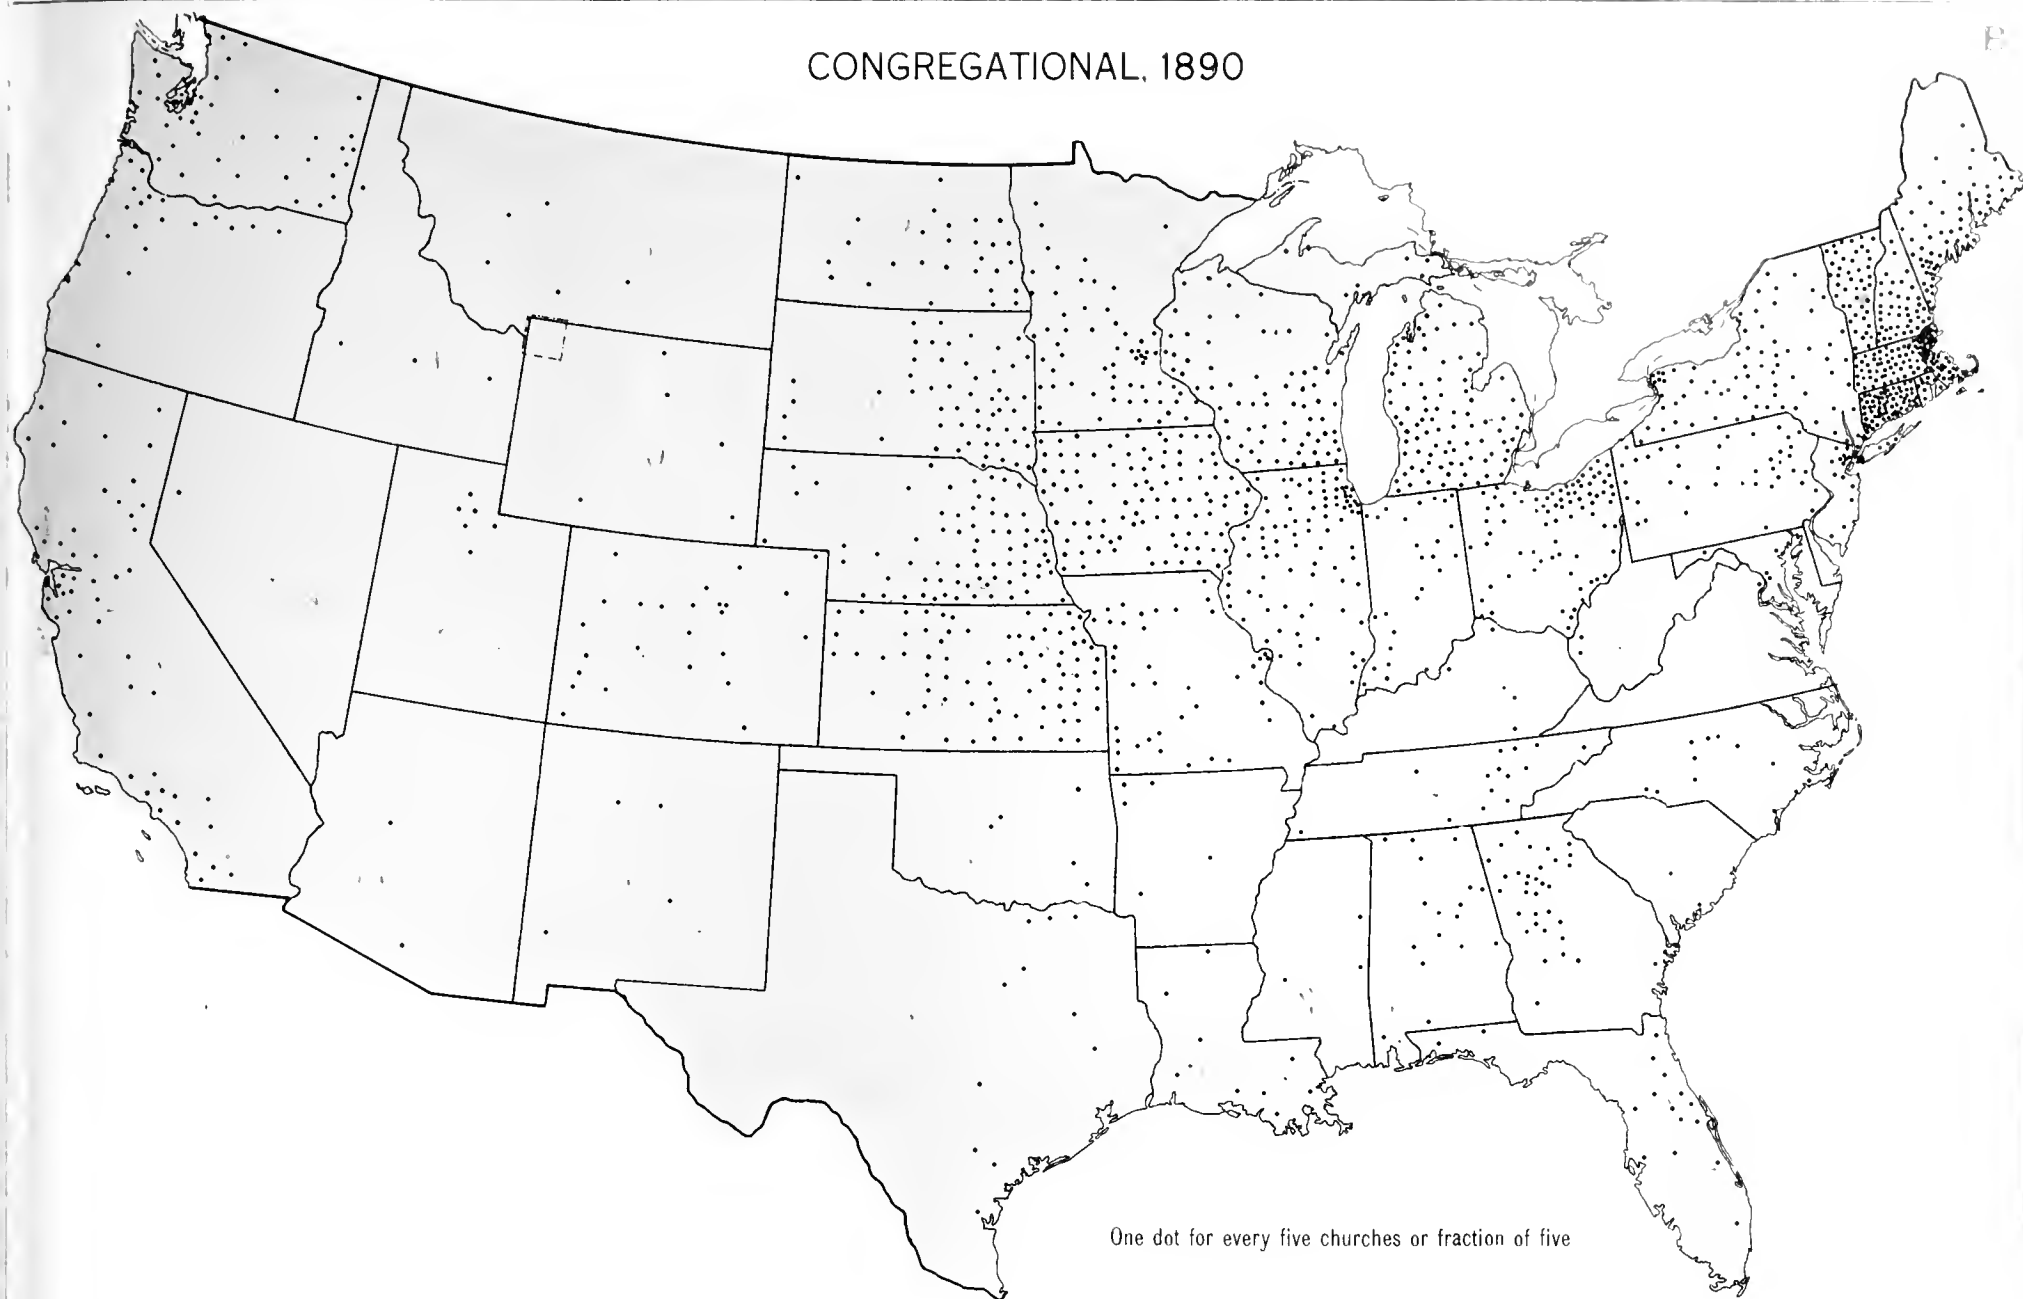 CONGREGATIONAL, 1890
One dot for every five churches or fraction of five